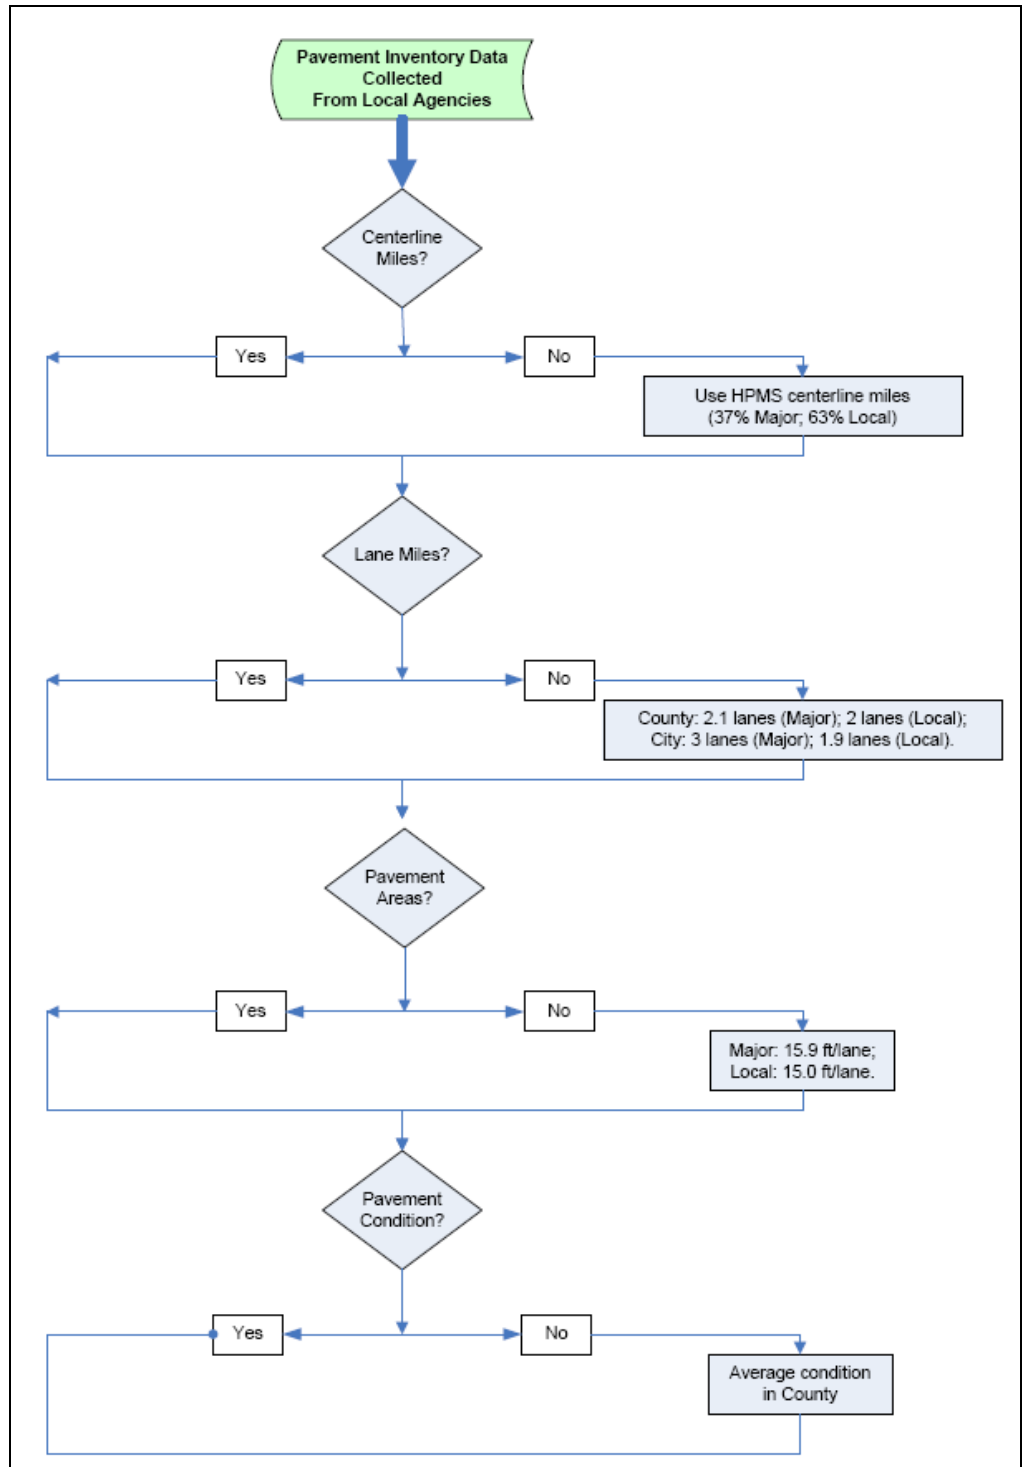 Pavement Inventory Data
Collected
From Local Agencies
Centerline
Miles?
Yes
No
Use HPMS centerline miles
(37% Major; 63% Local)
Lane Miles?
Yes
No
County: 2.1 lanes (Major); 2 lanes (Local);
City: 3 lanes (Major); 1.9 lanes (Local).
Pavement
Areas?
Yes
No
Major: 15.9 ft/lane;
Local: 15.0 ft/lane.
Pavement
Condition?
Yes
No
Average condition
in County